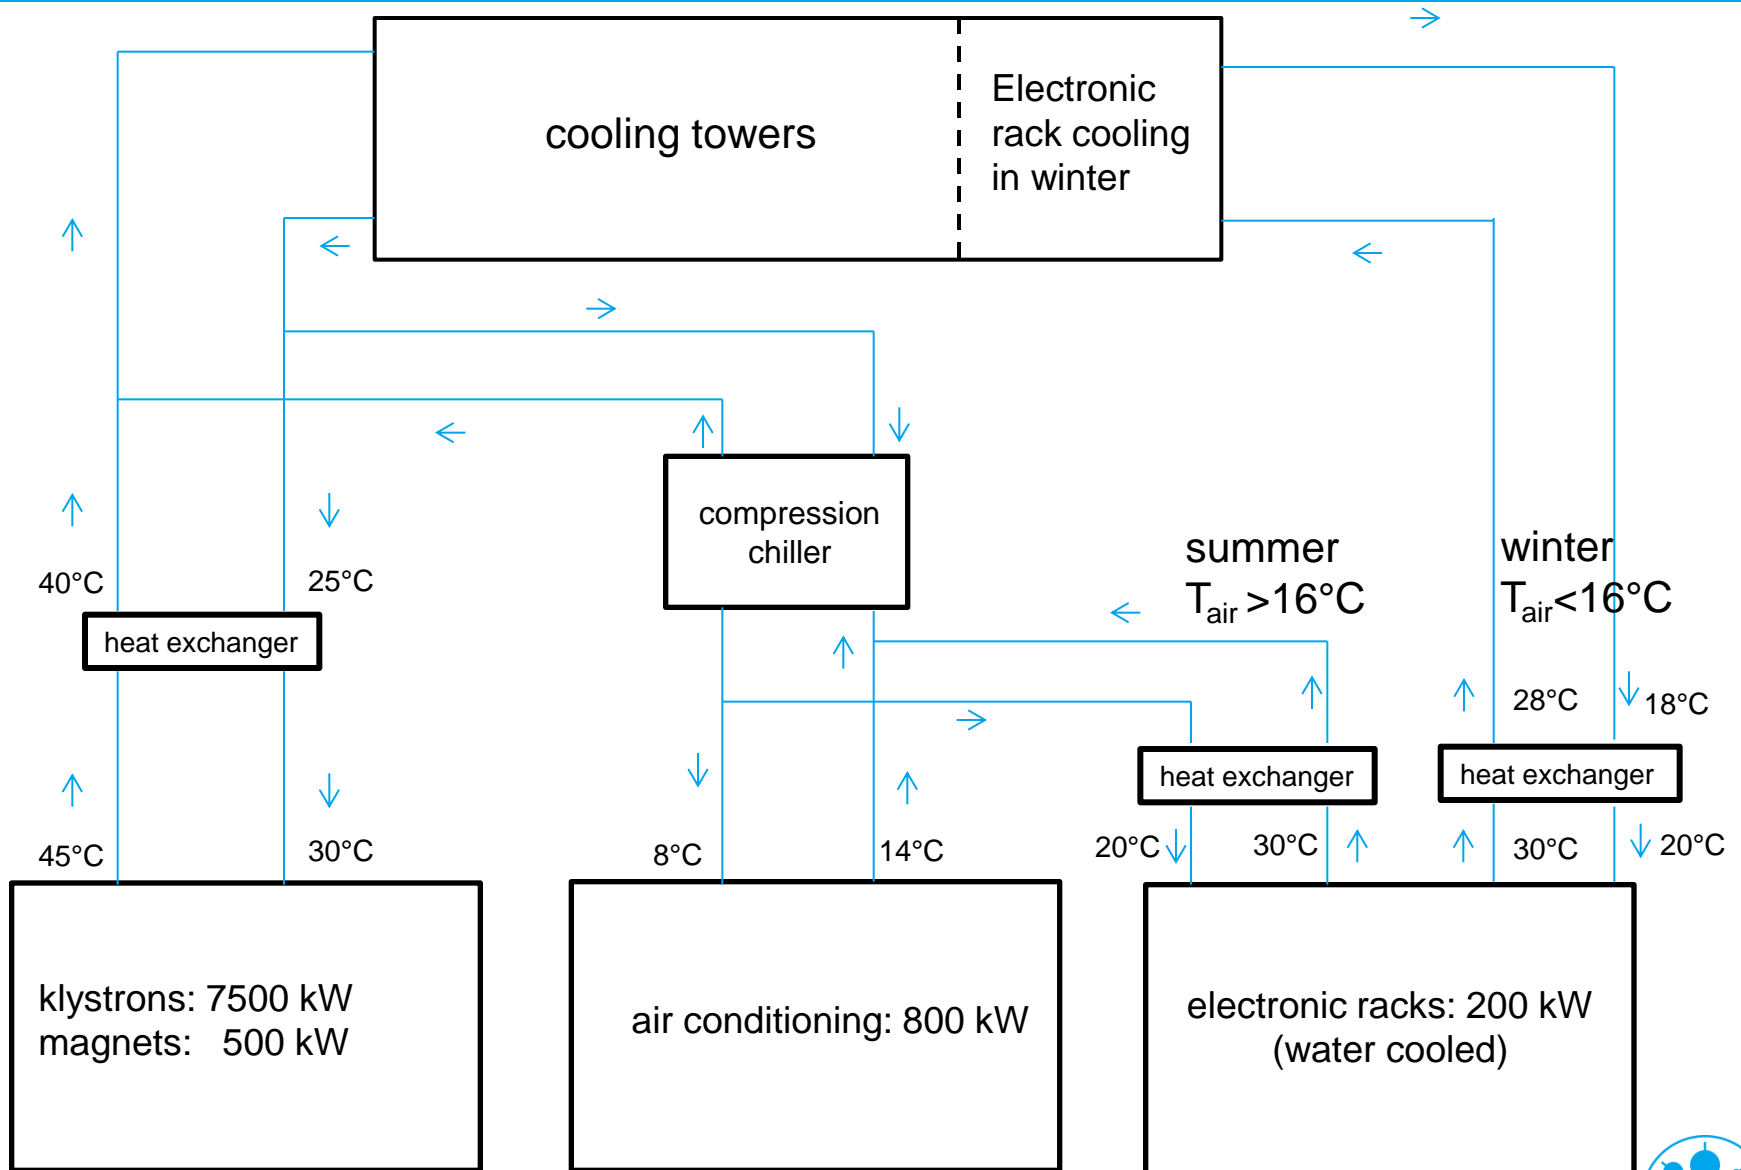 cooling towers
Electronic
rack cooling
in winter
compression
chiller
summer
Tair >16°C
winter
Tair<16°C
40°C
25°C
heat exchanger
28°C
18°C
heat exchanger
heat exchanger
45°C
30°C
8°C
14°C
20°C
30°C
30°C
20°C
klystrons: 7500 kW
magnets: 500 kW
air conditioning: 800 kW
electronic racks: 200 kW
(water cooled)